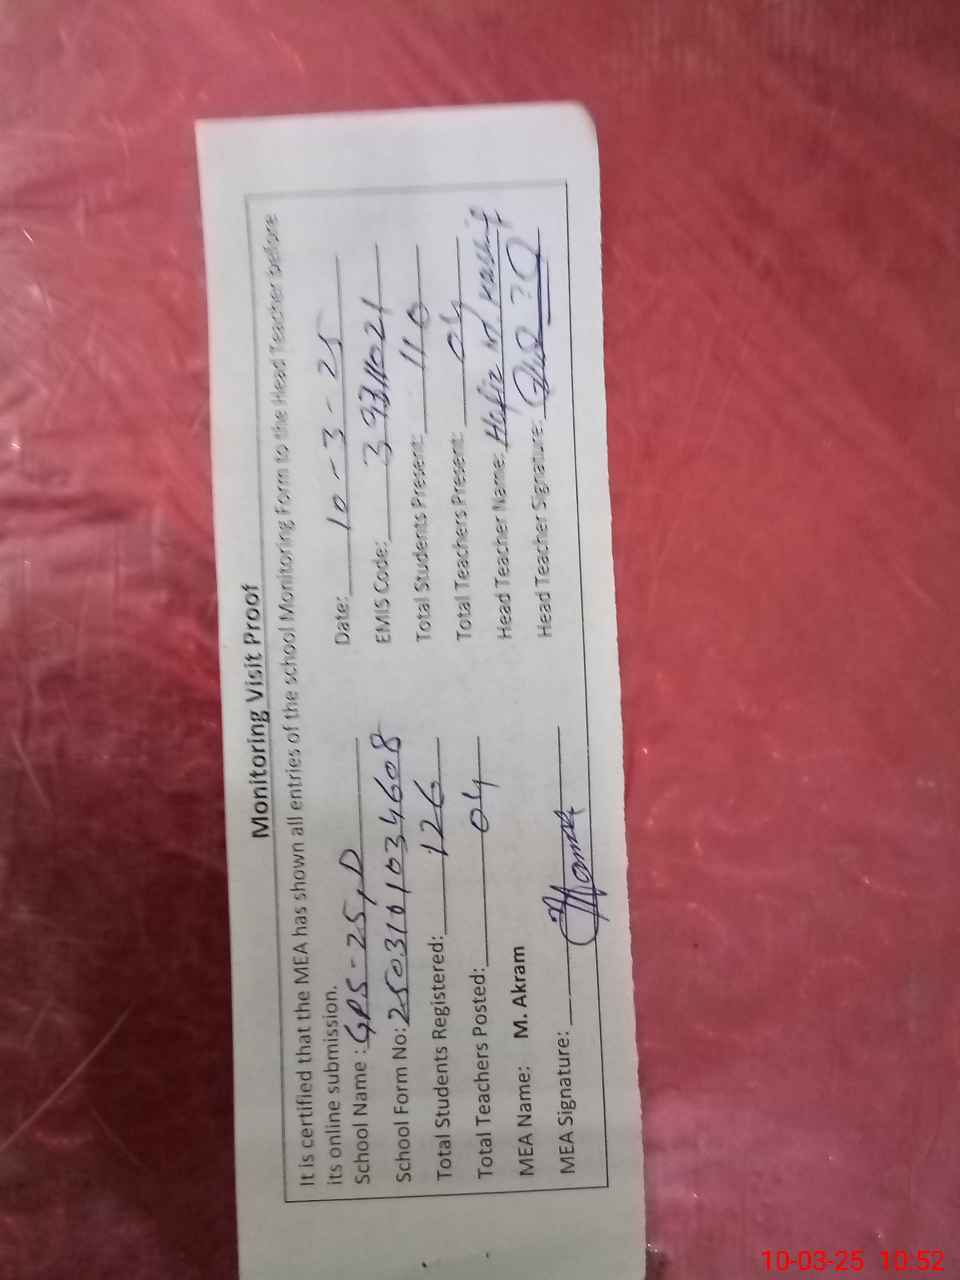 Monitoring Visit Proof
It is certified that the MEA has shown all entries of the school Monitoring Form to the Head Teacher before
its online submission.
School Name : GPS-25,D
Date: 10-3-25
School Form No: 2503101034608
EMIS Code:
Total Students Registered: 126
Total Students Present: 110
Total Teachers Posted: 04
Total Teachers Present: 04
MEA Name: M. Akram
Head Teacher Name: Hafiz M Kashif
MEA Signature:
Head Teacher Signature:
10-03-25 10:52